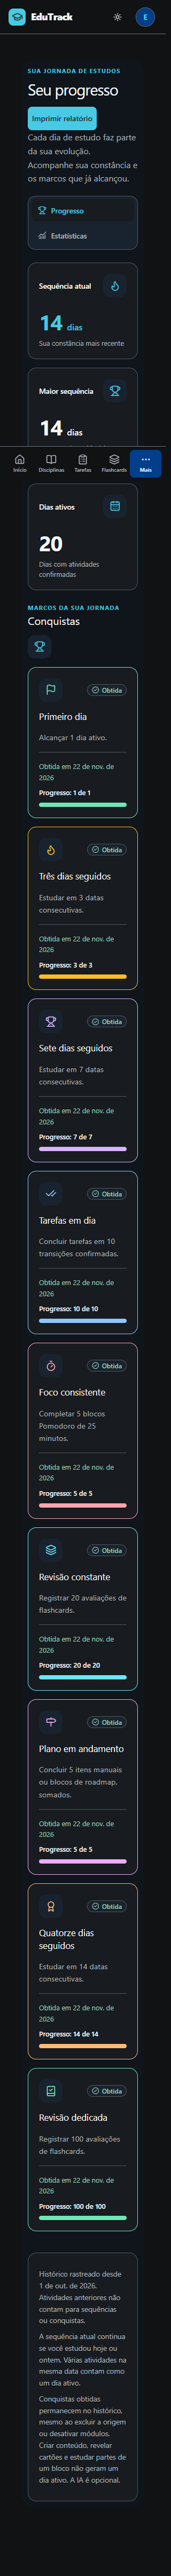 EduTrack
E
SUA JORNADA DE ESTUDOS
Seu progresso
Imprimir relatório
Cada dia de estudo faz parte
da sua evolução.
Acompanhe sua constância e
os marcos que já alcançou.
Progresso
Estatísticas
Sequência atual
14 dias
Sua constância mais recente
Maior sequência
14 dias
Início
Disciplinas
Tarefas
Flashcards
Mais
Dias ativos
20
Dias com atividades
confirmadas
MARCOS DA SUA JORNADA
Conquistas
Obtida
Primeiro dia
Alcançar 1 dia ativo.
Obtida em 22 de nov. de
2026
Progresso: 1 de 1
Obtida
Três dias seguidos
Estudar em 3 datas
consecutivas.
Obtida em 22 de nov. de
2026
Progresso: 3 de 3
Obtida
Sete dias seguidos
Estudar em 7 datas
consecutivas.
Obtida em 22 de nov. de
2026
Progresso: 7 de 7
Obtida
Tarefas em dia
Concluir tarefas em 10
transições confirmadas.
Obtida em 22 de nov. de
2026
Progresso: 10 de 10
Obtida
Foco consistente
Completar 5 blocos
Pomodoro de 25
minutos.
Obtida em 22 de nov. de
2026
Progresso: 5 de 5
Obtida
Revisão constante
Registrar 20 avaliações de
flashcards.
Obtida em 22 de nov. de
2026
Progresso: 20 de 20
Obtida
Plano em andamento
Concluir 5 itens manuais
ou blocos de roadmap,
somados.
Obtida em 22 de nov. de
2026
Progresso: 5 de 5
Obtida
Quatorze dias
seguidos
Estudar em 14 datas
consecutivas.
Obtida em 22 de nov. de
2026
Progresso: 14 de 14
Obtida
Revisão dedicada
Registrar 100 avaliações
de flashcards.
Obtida em 22 de nov. de
2026
Progresso: 100 de 100
Histórico rastreado desde
1 de out. de 2026.
Atividades anteriores não
contam para sequências
ou conquistas.
A sequência atual continua
se você estudou hoje ou
ontem. Várias atividades na
mesma data contam como
um dia ativo.
Conquistas obtidas
permanecem no histórico,
mesmo ao excluir a origem
ou desativar módulos.
Criar conteúdo, revelar
cartões e estudar partes de
um bloco não geram um
dia ativo. A IA é opcional.